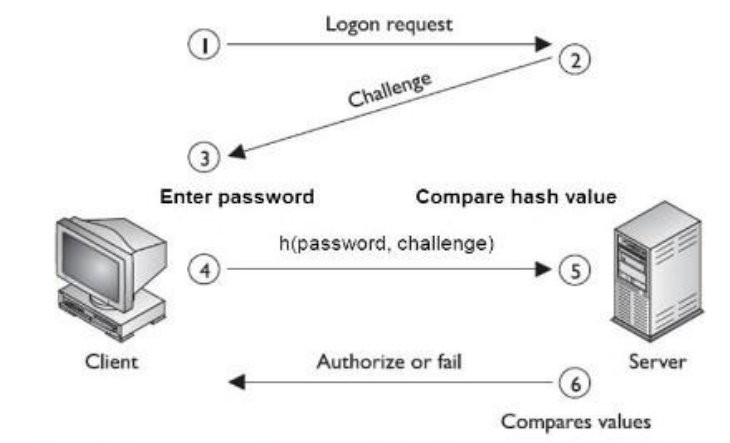 Logon request
1
2
Challenge
3
Enter password
Compare hash value
h(password, challenge)
4
5
Client
Authorize or fail
Server
6
Compares values